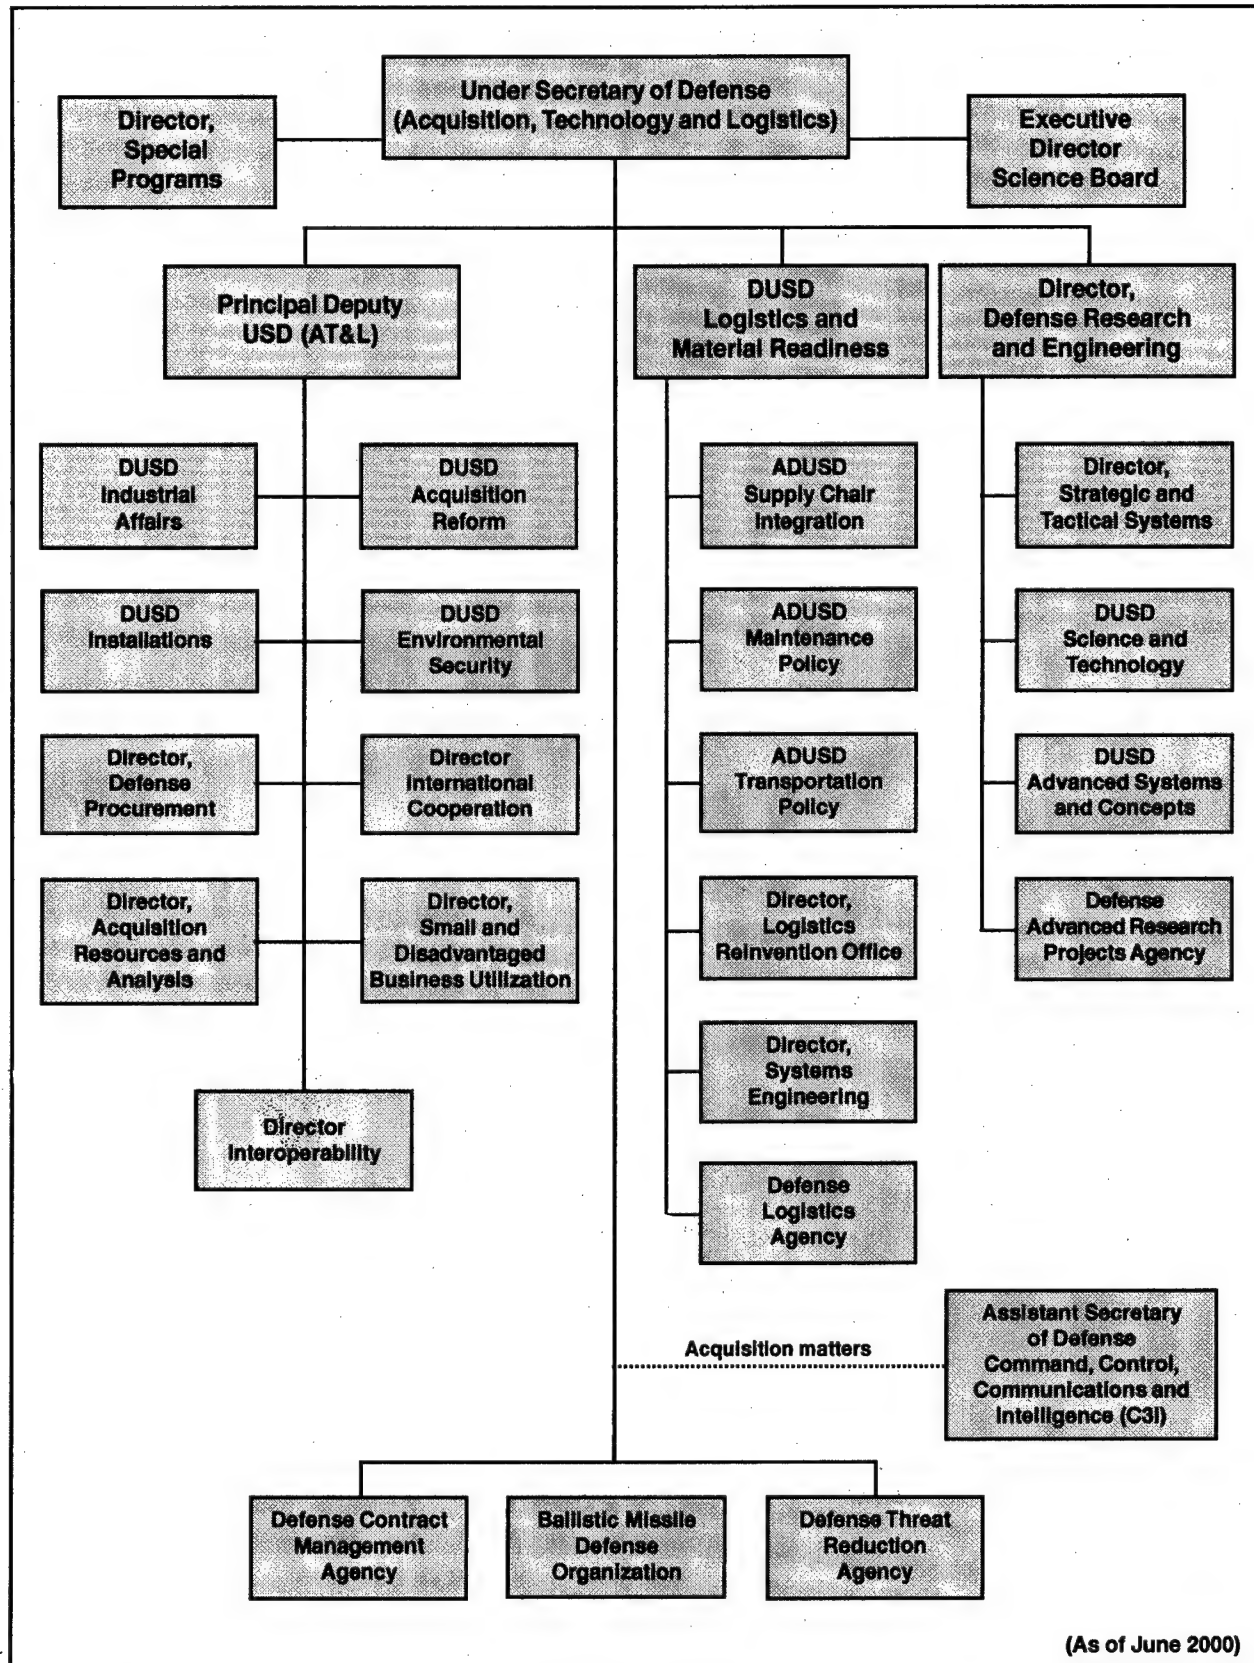 Under Secretary of Defense
(Acquisition, Technology and Logistics)
Director,
Special
Programs
Executive
Director
Science Board
Principal Deputy
USD (AT&L)
DUSD
Logistics and
Material Readiness
Director,
Defense Research
and Engineering
DUSD
Industrial
Affairs
DUSD
Acquisition
Reform
ADUSD
Supply Chair
Integration
Director,
Strategic and
Tactical Systems
DUSD
Installations
DUSD
Environmental
Security
ADUSD
Maintenance
Policy
DUSD
Science and
Technology
Director,
Defense
Procurement
Director
International
Cooperation
ADUSD
Transportation
Policy
DUSD
Advanced Systems
and Concepts
Director,
Acquisition
Resources and
Analysis
Director,
Small and
Disadvantaged
Business Utilization
Director,
Logistics
Reinvention Office
Defense
Advanced Research
Projects Agency
Director,
Systems
Engineering
Director
Interoperability
Defense
Logistics
Agency
Acquisition matters
Assistant Secretary
of Defense
Command, Control,
Communications and
Intelligence (C3I)
Defense Contract
Management
Agency
Ballistic Missile
Defense
Organization
Defense Threat
Reduction
Agency
(As of June 2000)